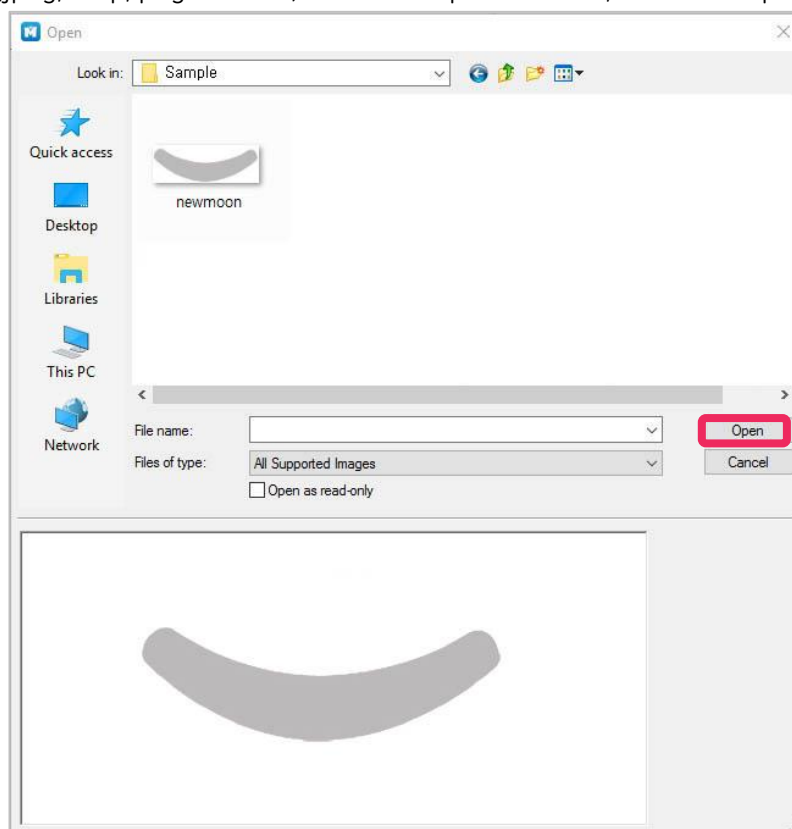 Open
Look in: Sample
Quick access
newmoon
Desktop
Libraries
This PC
Network
File name:
Open
Files of type: All Supported Images
Cancel
Open as read-only